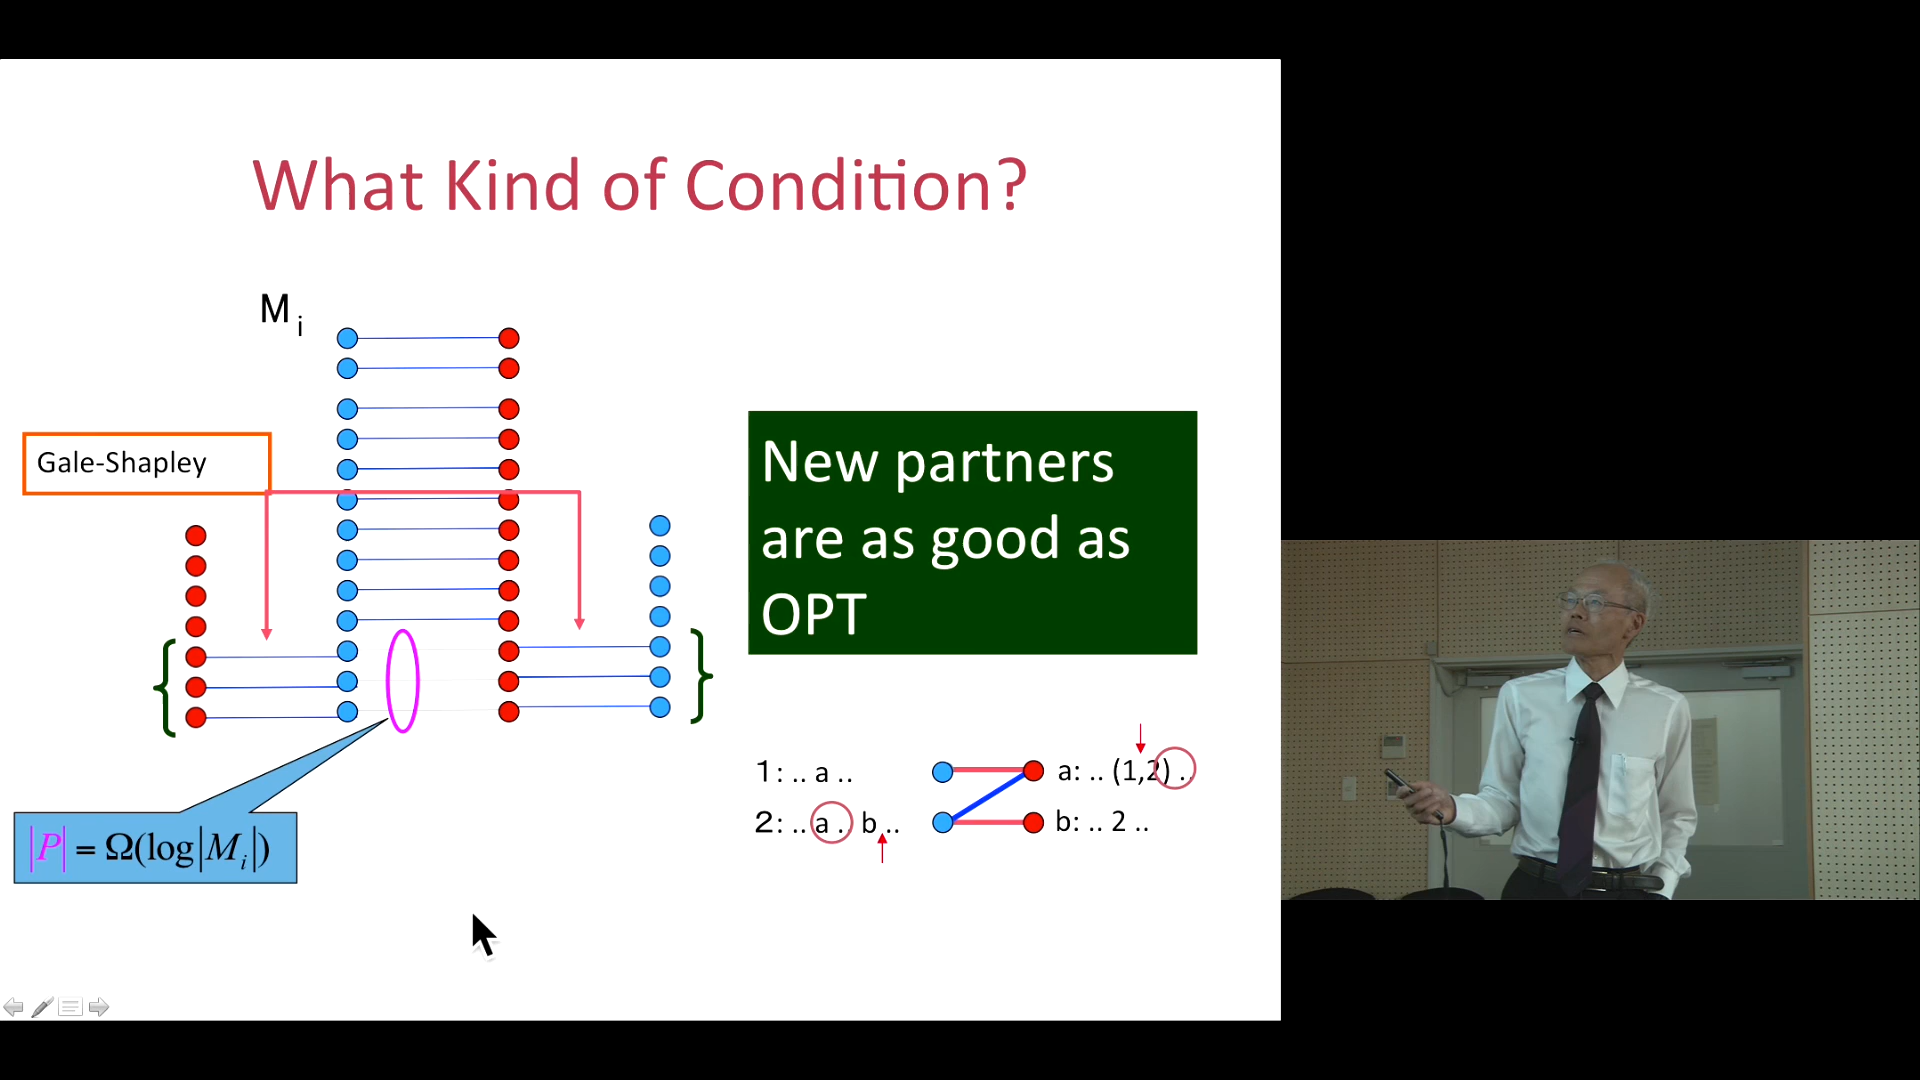 What Kind of Condition?
M i
Gale-Shapley
New partners
are as good as
OPT
1: .. a ..
a: .. (1,2) ..
2: .. a .. b ..
b: .. 2 ..
|P| = Ω(log|Mi|)